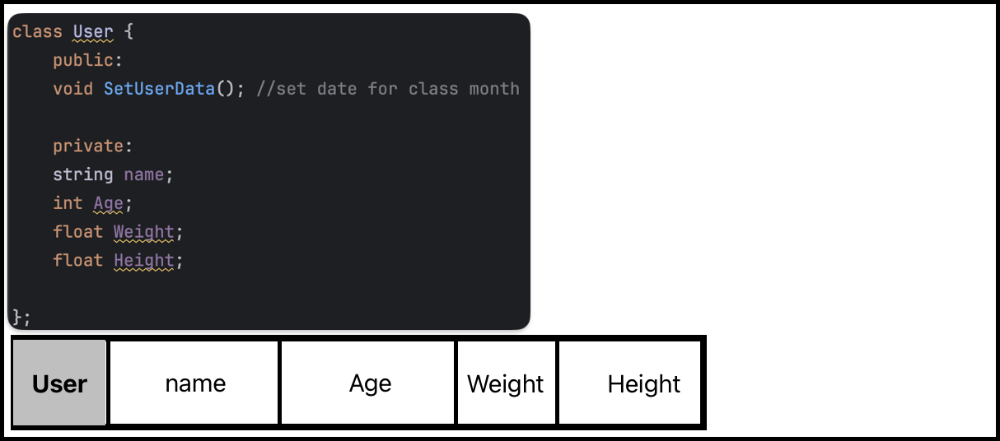 class User {
    public:
    void SetUserData(); //set date for class month
    private:
    string name;
    int Age;
    float Weight;
    float Height;
};
User name Age Weight Height